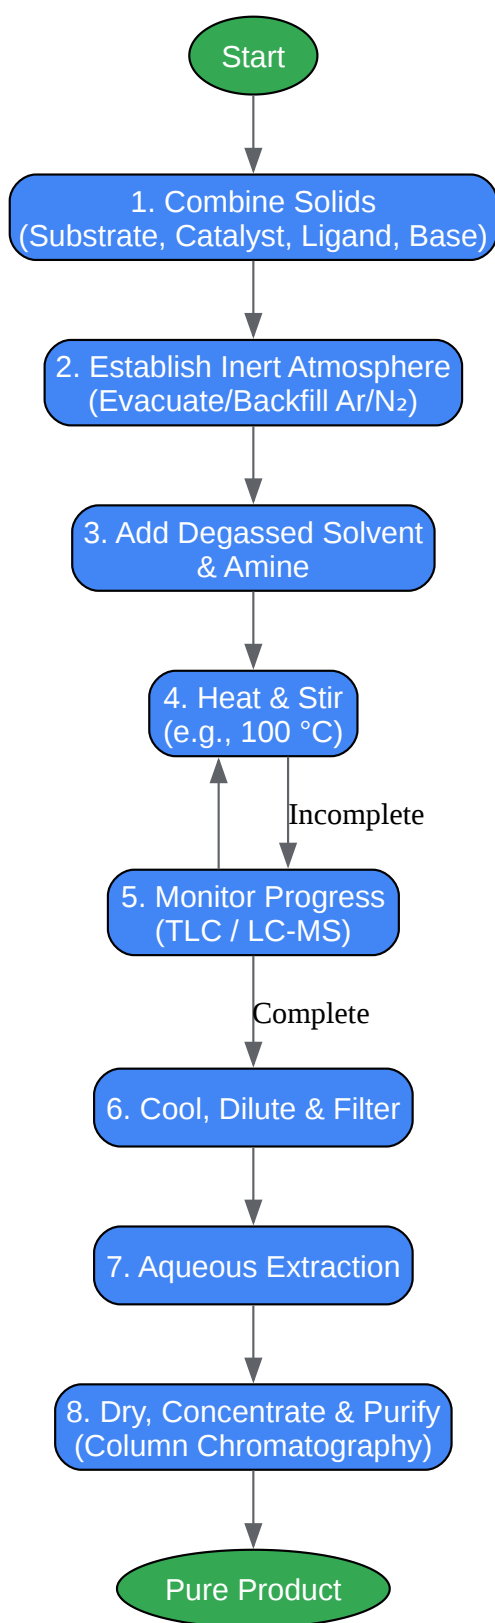 Start
1. Combine Solids
(Substrate, Catalyst, Ligand, Base)
2. Establish Inert Atmosphere
(Evacuate/Backfill Ar/N₂)
3. Add Degassed Solvent
& Amine
4. Heat & Stir
(e.g., 100 °C)
Incomplete
5. Monitor Progress
(TLC / LC-MS)
Complete
6. Cool, Dilute & Filter
7. Aqueous Extraction
8. Dry, Concentrate & Purify
(Column Chromatography)
Pure Product